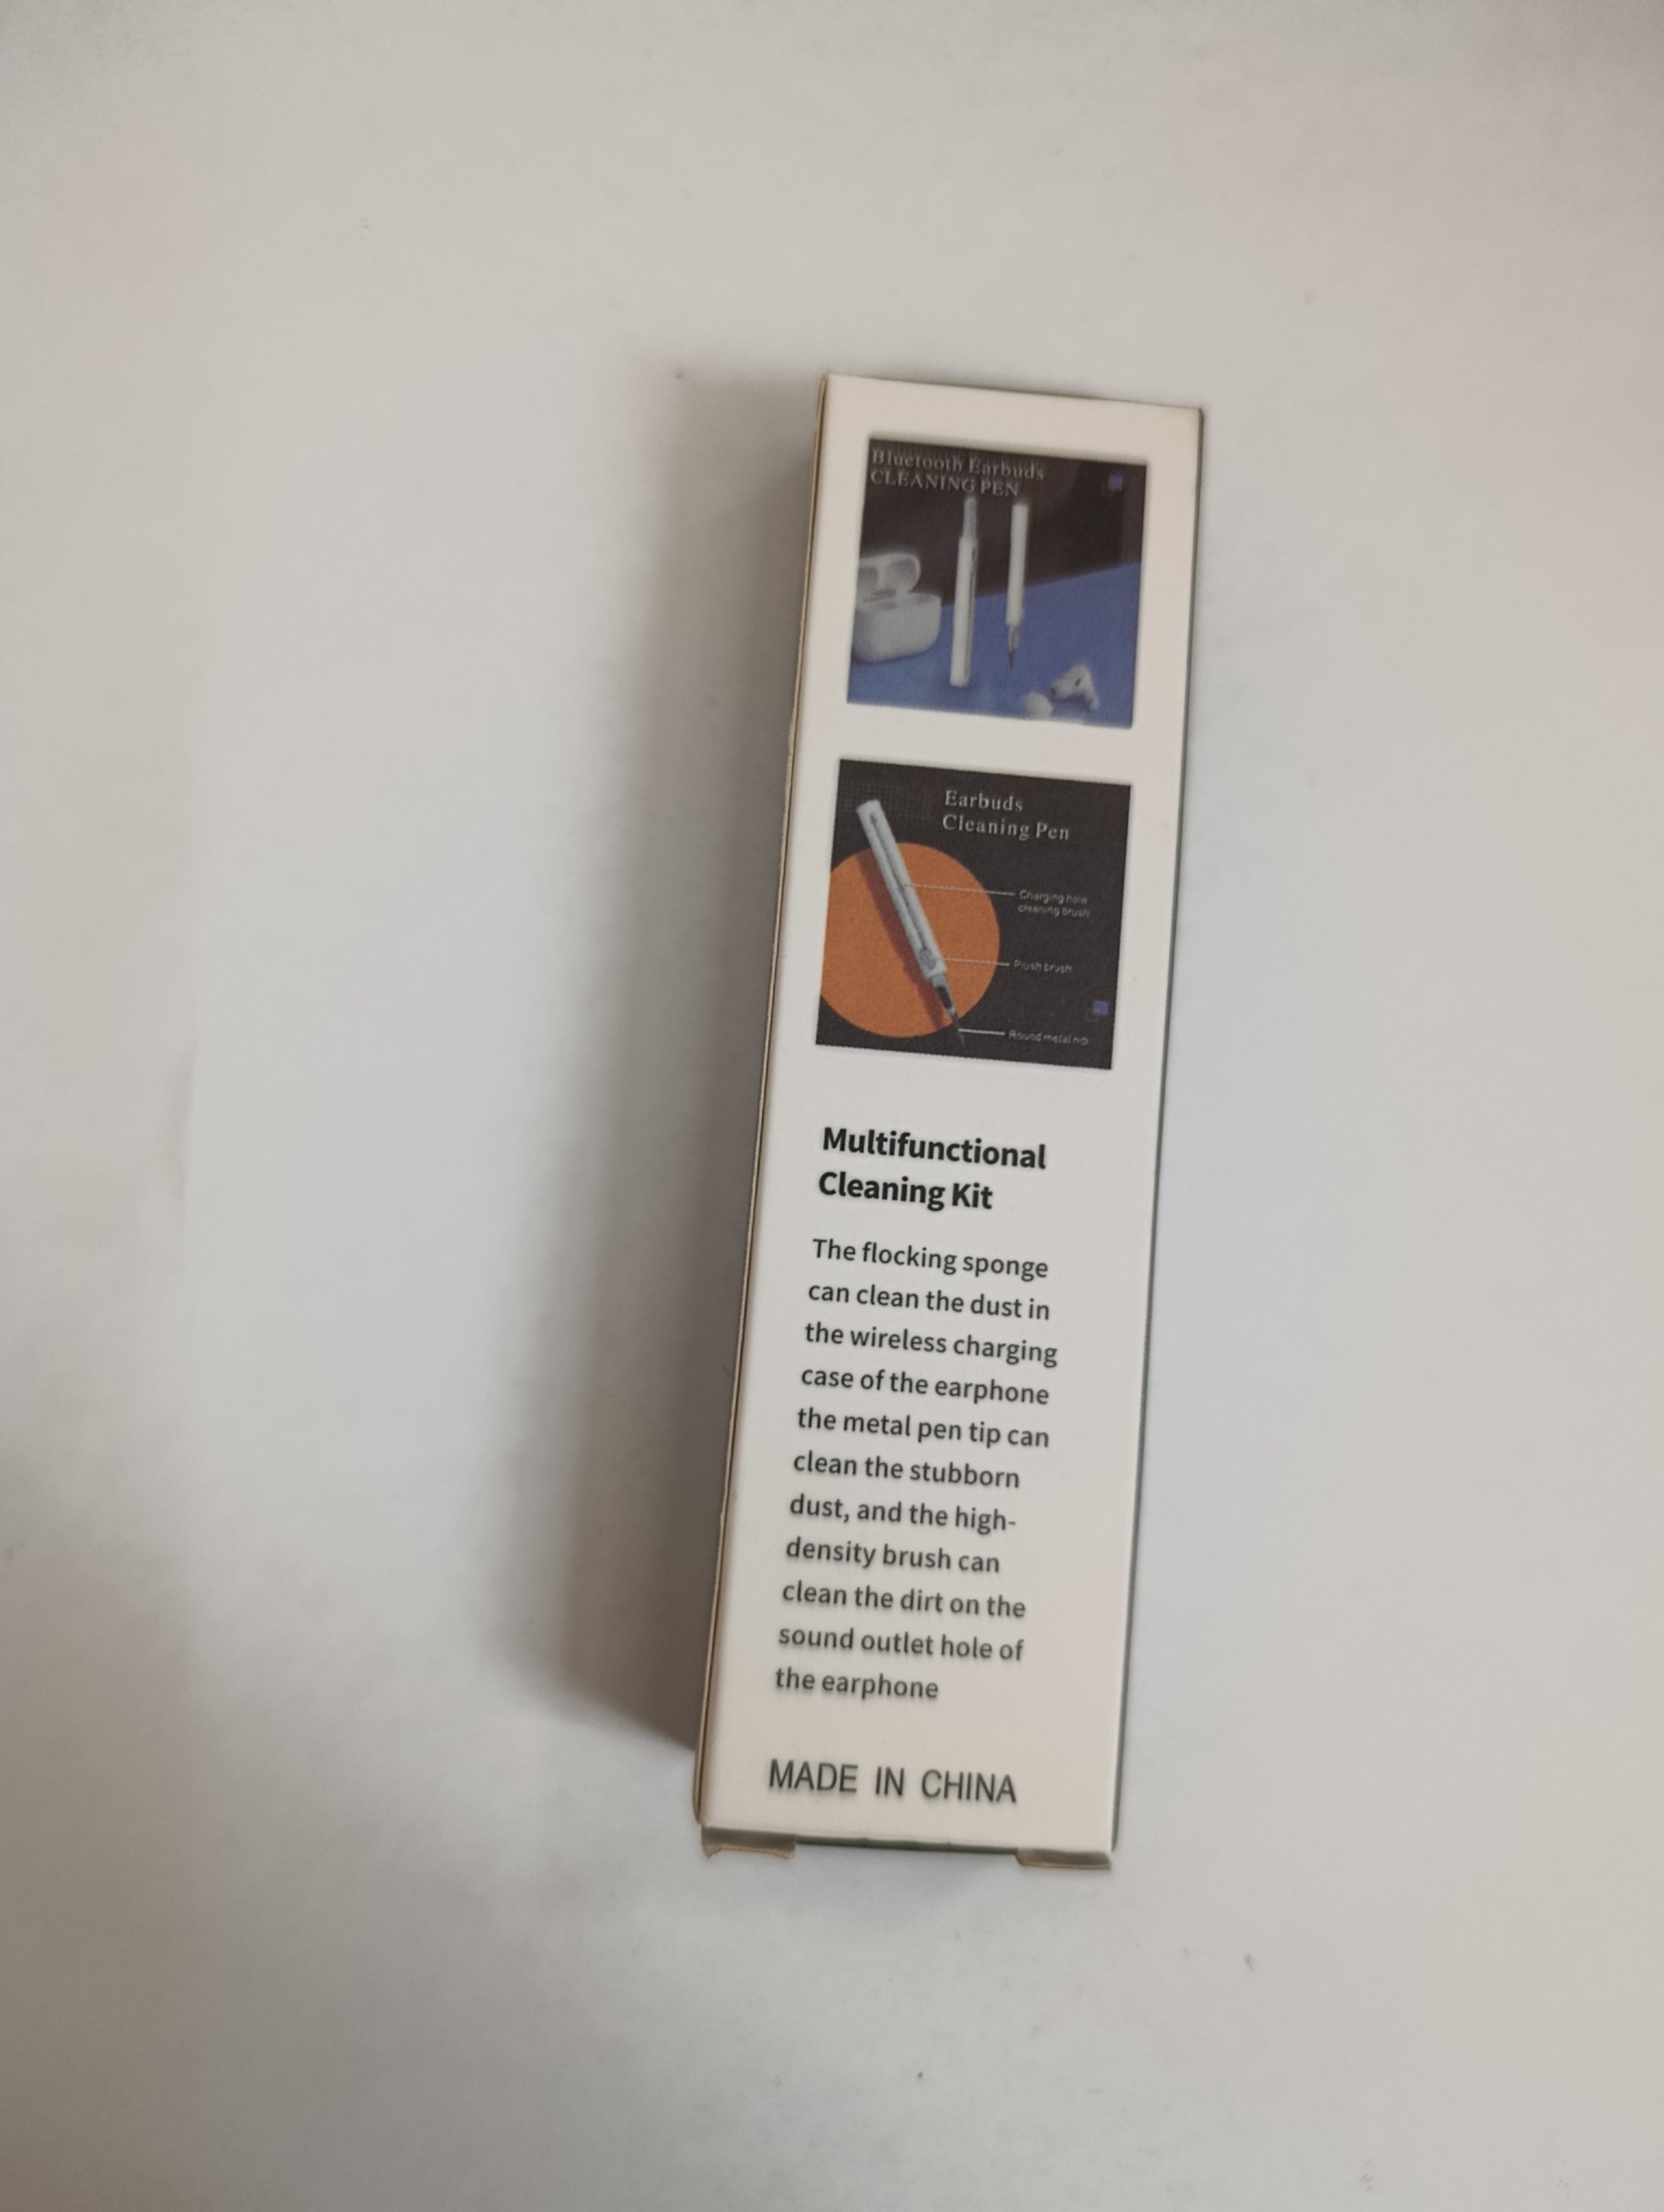 Bluetooth Earbuds
CLEANING PEN
Earbuds
Cleaning Pen
Charging hole
cleaning brush
Plush brush
Round metal nib
Multifunctional
Cleaning Kit
The flocking sponge
can clean the dust in
the wireless charging
case of the earphone
the metal pen tip can
clean the stubborn
dust, and the high-
density brush can
clean the dirt on the
sound outlet hole of
the earphone
MADE IN CHINA